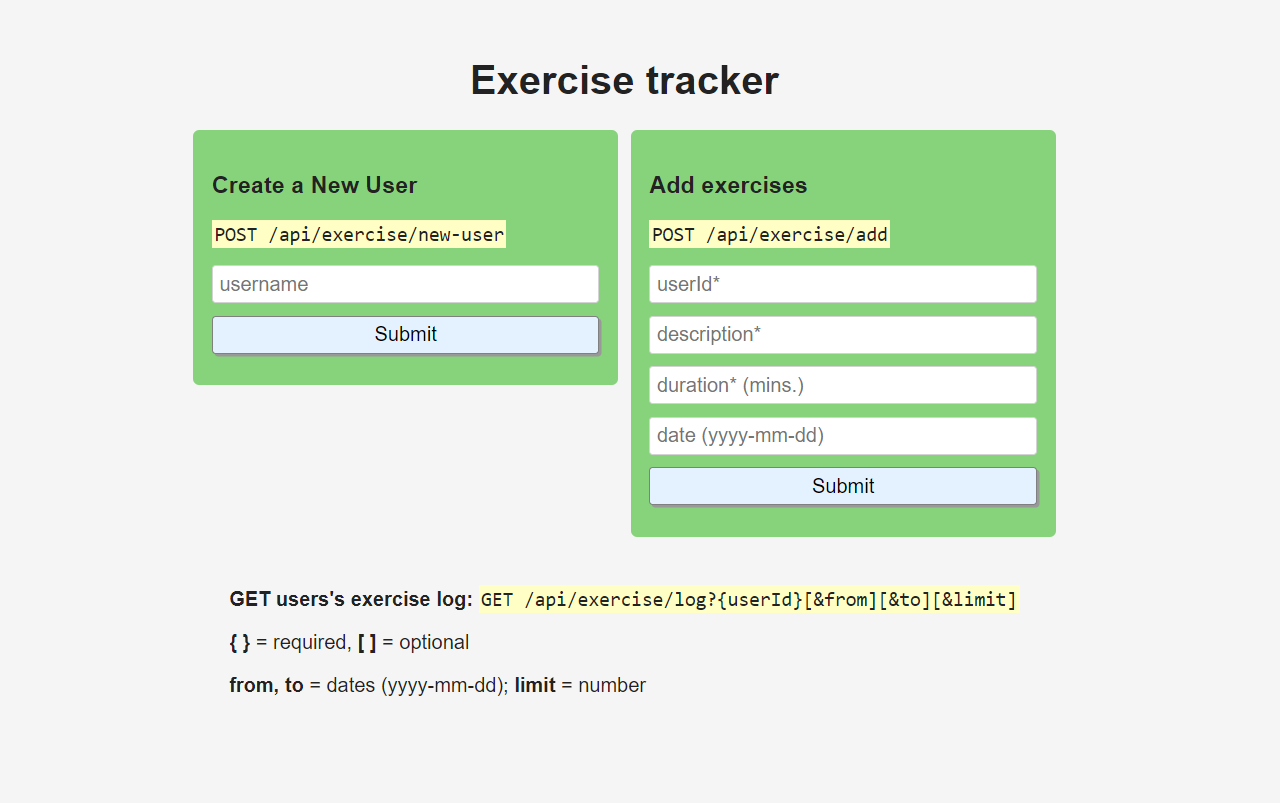 Exercise tracker
Create a New User
POST /api/exercise/new-user
username
Submit
Add exercises
POST /api/exercise/add
userId*
description*
duration* (mins.)
date (yyyy-mm-dd)
Submit
GET users's exercise log: GET /api/exercise/log?{userId}[&from][&to][&limit]
{ } = required, [ ] = optional
from, to = dates (yyyy-mm-dd); limit = number